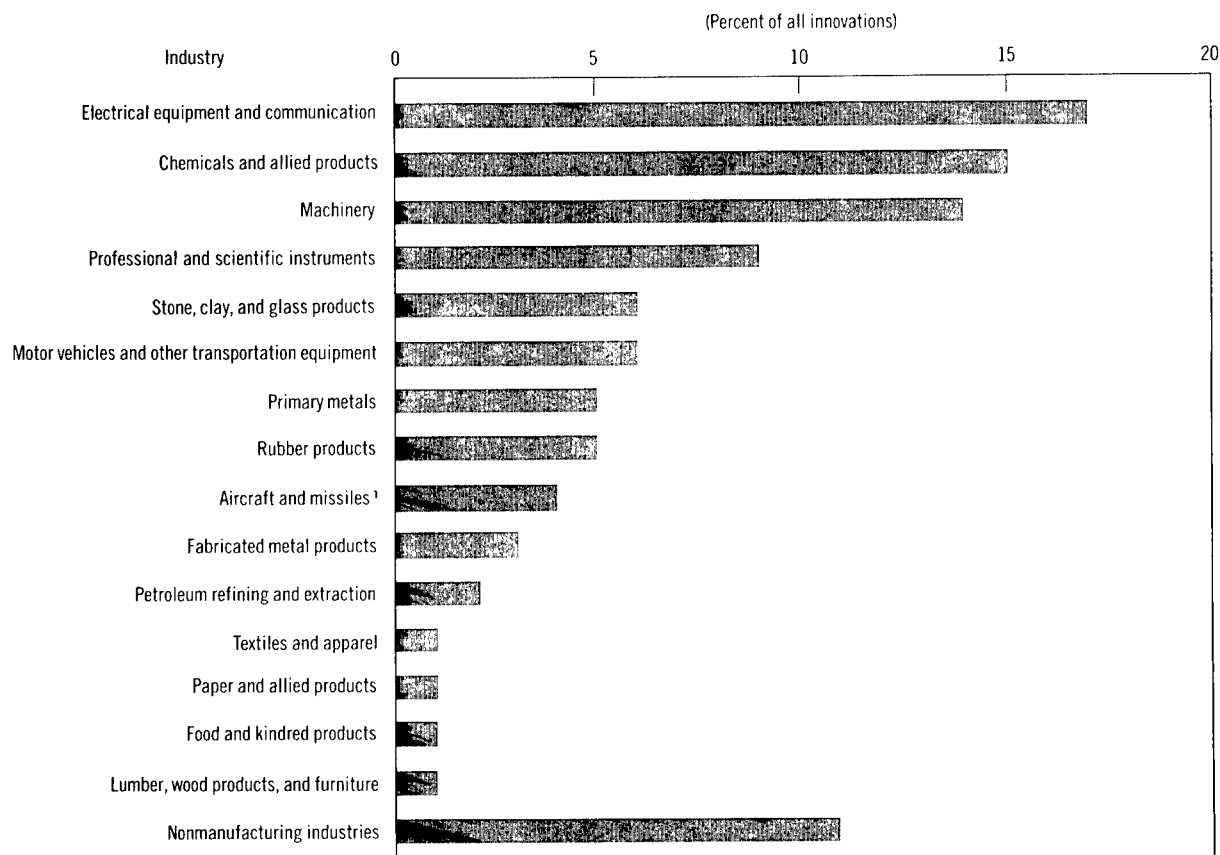 (Percent of all innovations)
Industry
0 5 10 15 20
Electrical equipment and communication
Chemicals and allied products
Machinery
Professional and scientific instruments
Stone, clay, and glass products
Motor vehicles and other transportation equipment
Primary metals
Rubber products
Aircraft and missiles ¹
Fabricated metal products
Petroleum refining and extraction
Textiles and apparel
Paper and allied products
Food and kindred products
Lumber, wood products, and furniture
Nonmanufacturing industries